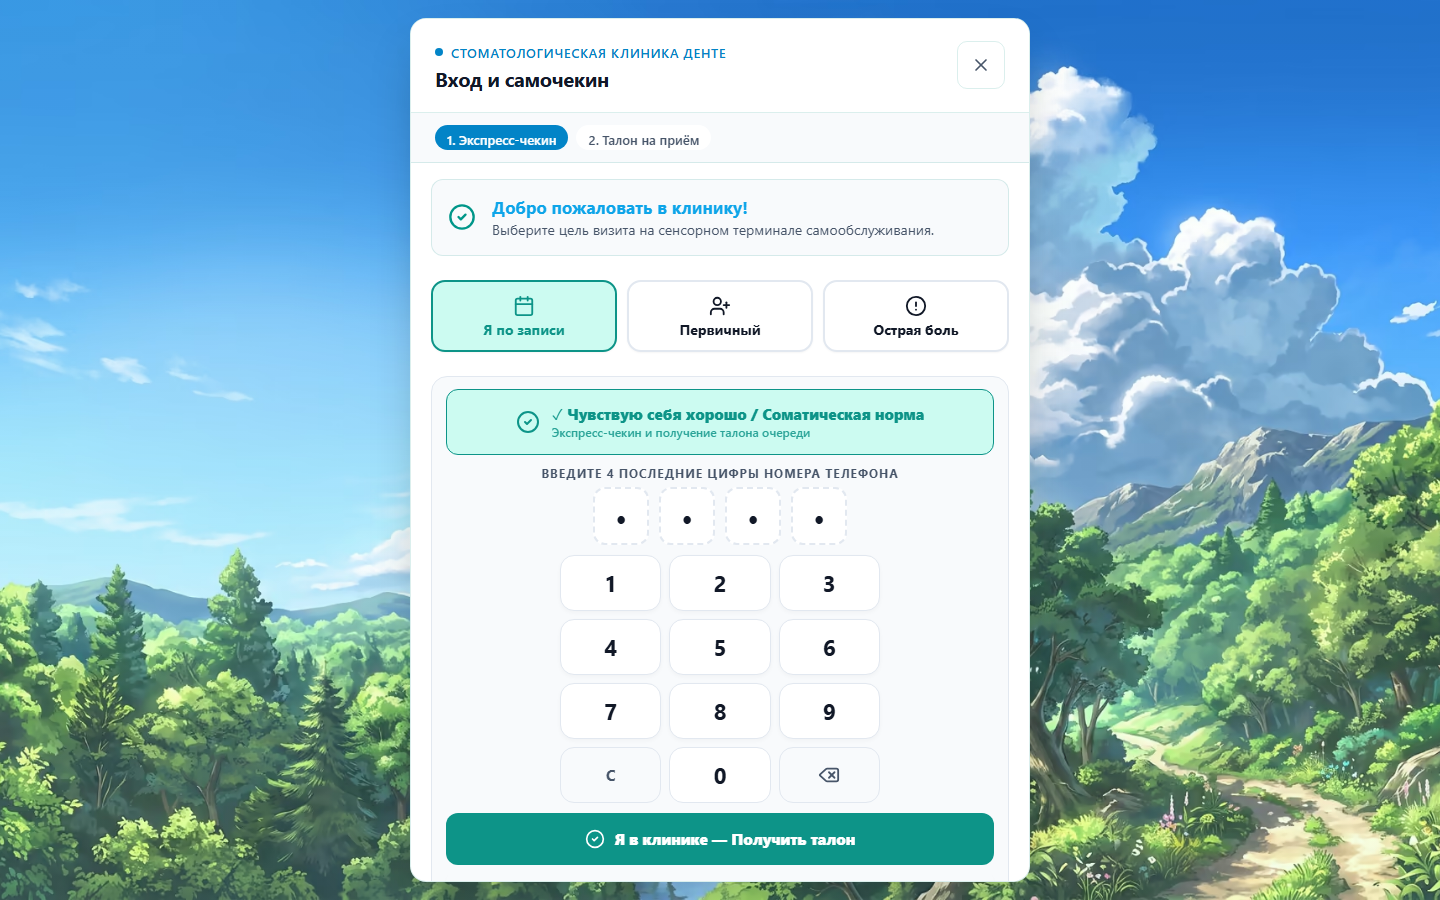 СТОМАТОЛОГИЧЕСКАЯ КЛИНИКА ДЕНТЕ
Вход и самочекин
1. Экспресс-чекин
2. Талон на приём
Добро пожаловать в клинику!
Выберите цель визита на сенсорном терминале самообслуживания.
Я по записи
Первичный
Острая боль
✓ Чувствую себя хорошо / Соматическая норма
Экспресс-чекин и получение талона очереди
ВВЕДИТЕ 4 ПОСЛЕДНИЕ ЦИФРЫ НОМЕРА ТЕЛЕФОНА
• • • •
1 2 3
4 5 6
7 8 9
C 0
Я в клинике — Получить талон